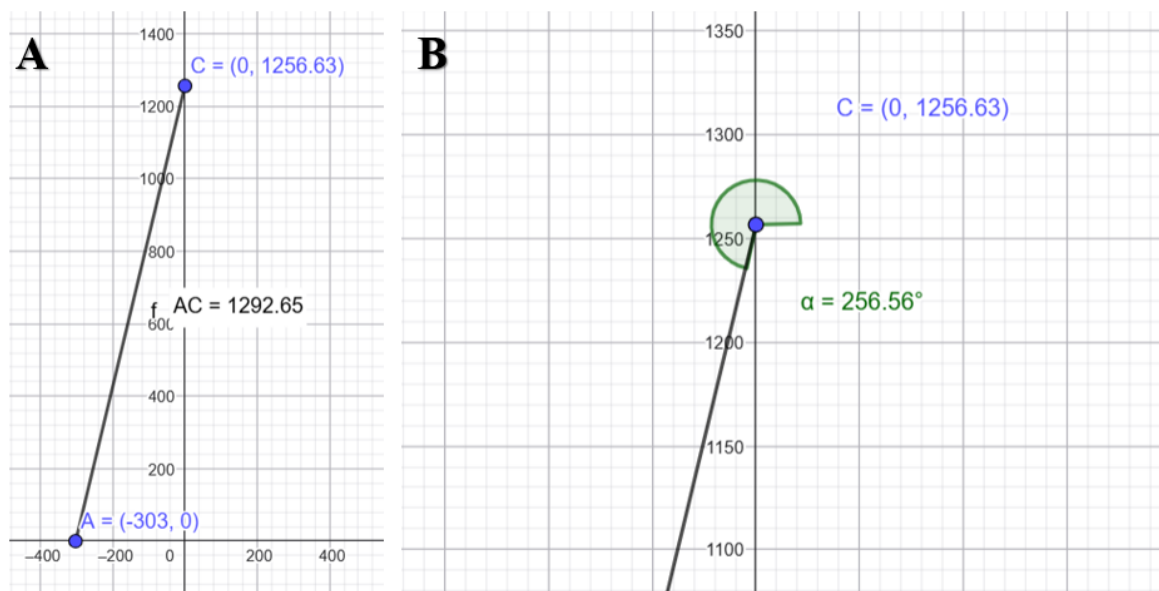 A
1400
C = (0, 1256.63)
1200
1000
800
f AC = 1292.65
600
400
200
A = (-303, 0)
–400 –200 0 200 400
B
1350
C = (0, 1256.63)
1300
1250
α = 256.56°
1200
1150
1100